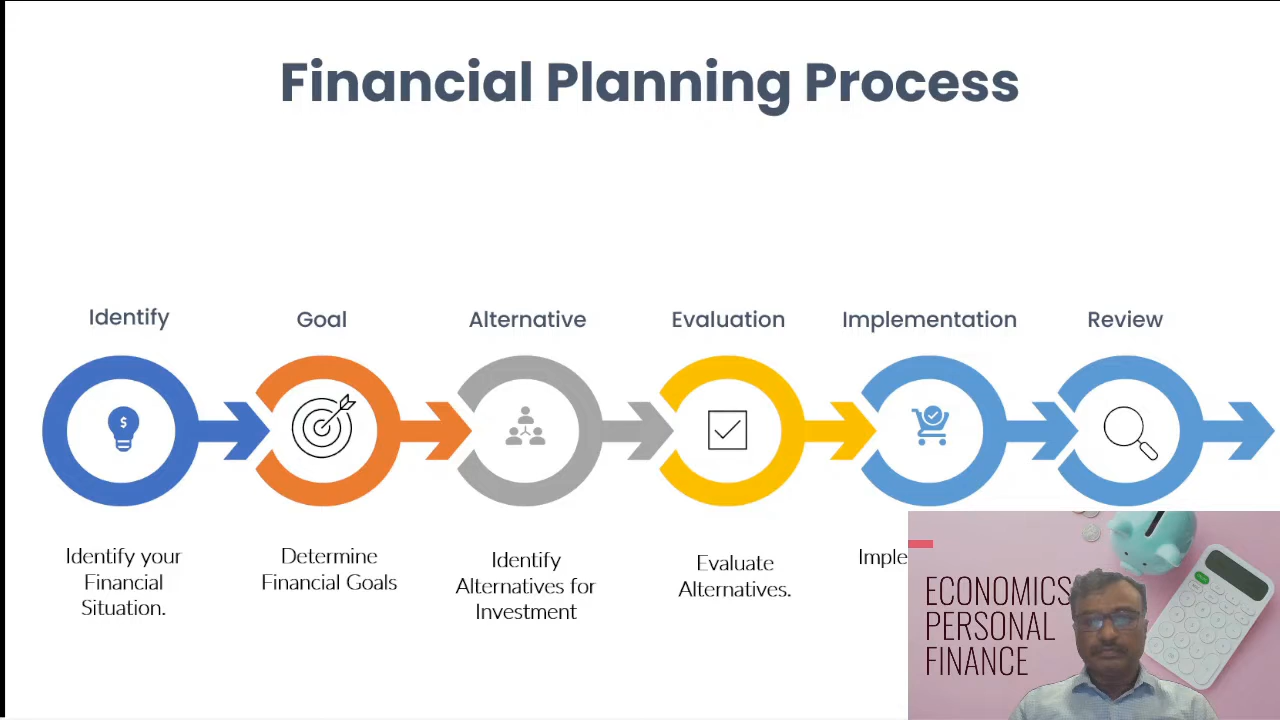 Financial Planning Process
Identify
Goal
Alternative
Evaluation
Implementation
Review
$
Identify your
Financial
Situation.
Determine
Financial Goals
Identify
Alternatives for
Investment
Evaluate
Alternatives.
ECONOMICS
PERSONAL
FINANCE